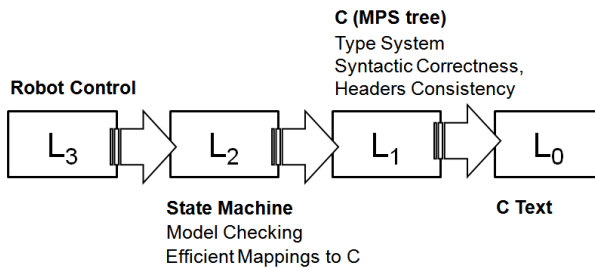 C (MPS tree)
Type System
Syntactic Correctness,
Headers Consistency
Robot Control
L3
L2
L1
L0
State Machine
Model Checking
Efficient Mappings to C
C Text